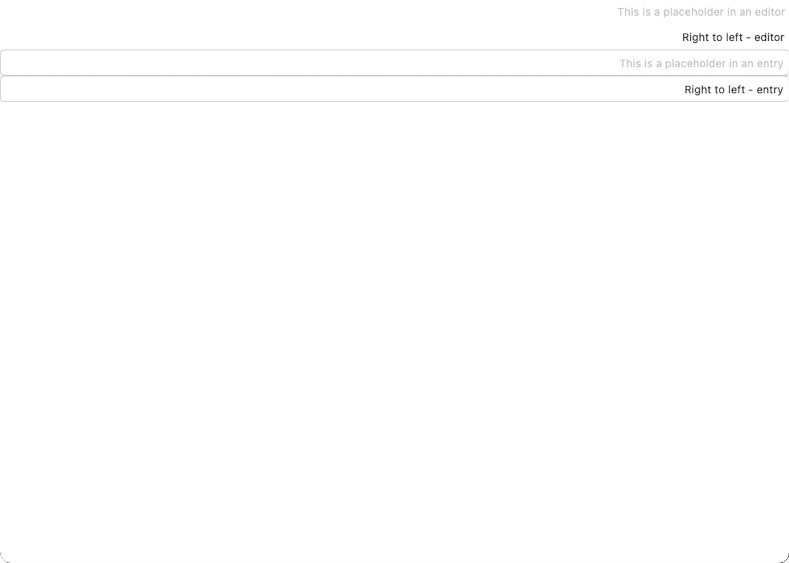 This is a placeholder in an editor
Right to left - editor
This is a placeholder in an entry
Right to left - entry